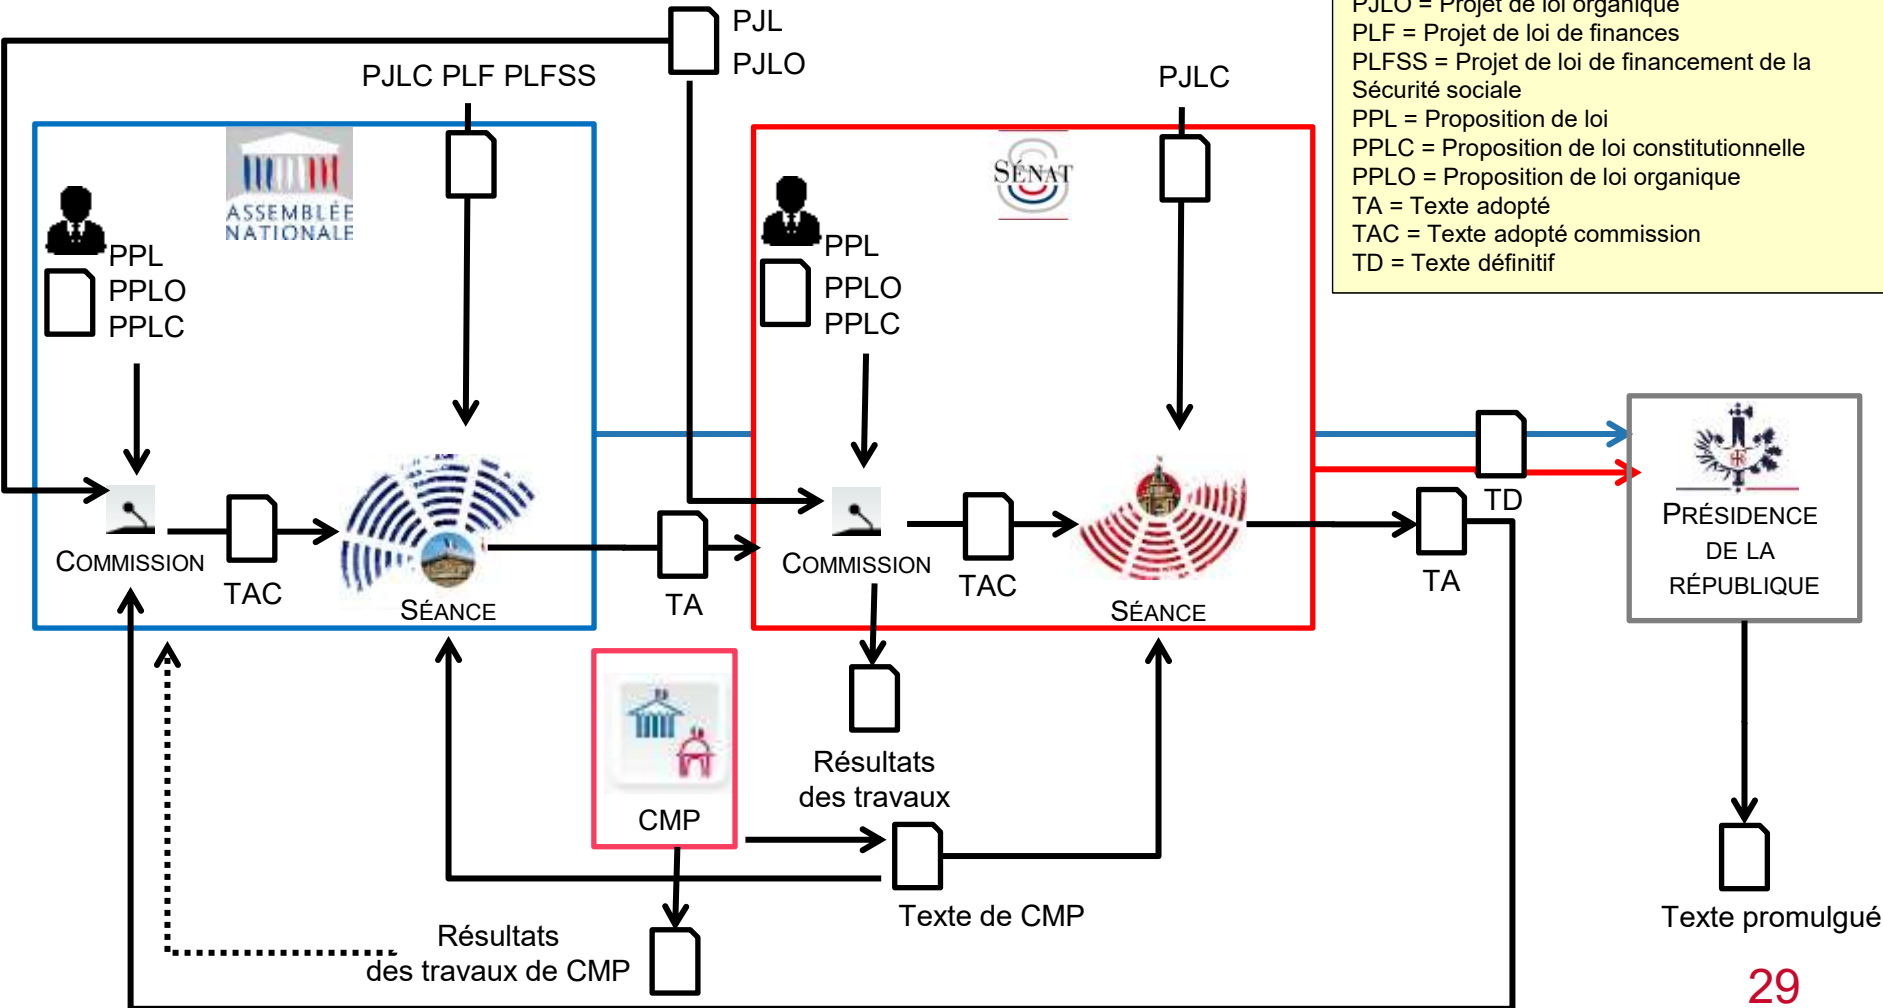 PJL
PJLO
PJLC PLF PLFSS
PJLC
PJLO = Projet de loi organique
PLF = Projet de loi de finances
PLFSS = Projet de loi de financement de la
Sécurité sociale
PPL = Proposition de loi
PPLC = Proposition de loi constitutionnelle
PPLO = Proposition de loi organique
TA = Texte adopté
TAC = Texte adopté commission
TD = Texte définitif
ASSEMBLÉE
NATIONALE
PPL
PPLO
PPLC
SÉNAT
PPL
PPLO
PPLC
COMMISSION
TAC
SÉANCE
TA
COMMISSION
TAC
SÉANCE
TA
TD
PRÉSIDENCE
DE LA
RÉPUBLIQUE
CMP
Résultats
des travaux
Texte de CMP
Résultats
des travaux de CMP
Texte promulgué
29